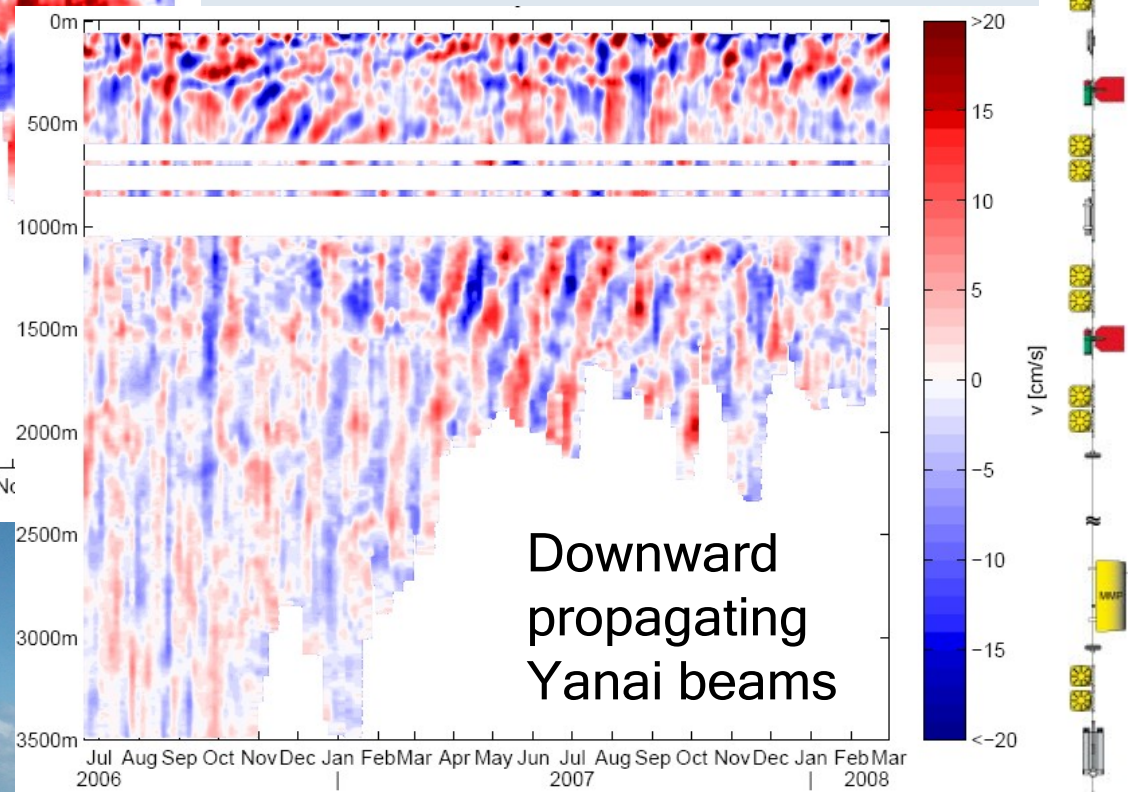 0m
500m
1000m
1500m
2000m
2500m
3000m
3500m
Jul Aug Sep Oct Nov Dec Jan Feb Mar Apr May Jun Jul Aug Sep Oct Nov Dec Jan Feb Mar
2006 | 2007 | 2008
Downward
propagating
Yanai beams
>20
15
10
5
0
−5
−10
−15
<−20
v [cm/s]
MMP